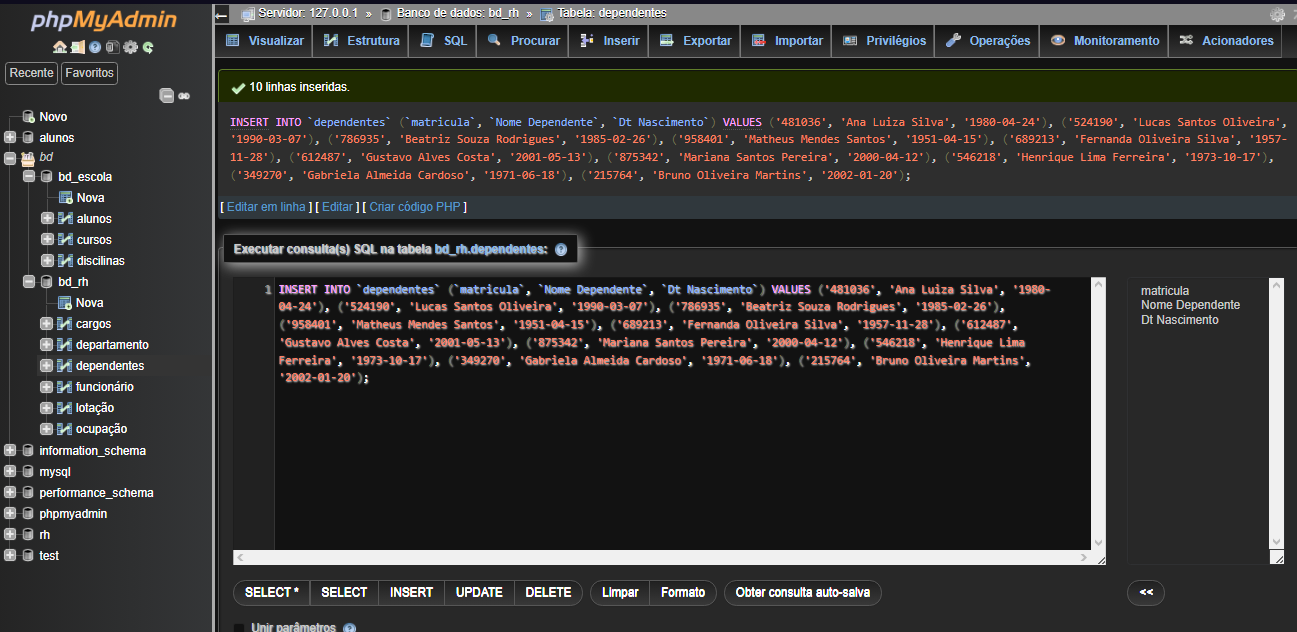 phpMyAdmin
Recente Favoritos
Novo
alunos
bd
bd_escola
Nova
alunos
cursos
discilinas
bd_rh
Nova
cargos
departamento
dependentes
funcionário
lotação
ocupação
information_schema
mysql
performance_schema
phpmyadmin
rh
test
Servidor: 127.0.0.1 » Banco de dados: bd_rh » Tabela: dependentes
Visualizar Estrutura SQL Procurar Inserir Exportar Importar Privilégios Operações Monitoramento Acionadores
10 linhas inseridas.
INSERT INTO `dependentes` (`matricula`, `Nome Dependente`, `Dt Nascimento`) VALUES ('481036', 'Ana Luiza Silva', '1980-04-24'), ('524190', 'Lucas Santos Oliveira',
'1990-03-07'), ('786935', 'Beatriz Souza Rodrigues', '1985-02-26'), ('958401', 'Matheus Mendes Santos', '1951-04-15'), ('689213', 'Fernanda Oliveira Silva', '1957-
11-28'), ('612487', 'Gustavo Alves Costa', '2001-05-13'), ('875342', 'Mariana Santos Pereira', '2000-04-12'), ('546218', 'Henrique Lima Ferreira', '1973-10-17'),
('349270', 'Gabriela Almeida Cardoso', '1971-06-18'), ('215764', 'Bruno Oliveira Martins', '2002-01-20');
[ Editar em linha ] [ Editar ] [ Criar código PHP ]
Executar consulta(s) SQL na tabela bd_rh.dependentes:
1 INSERT INTO `dependentes` (`matricula`, `Nome Dependente`, `Dt Nascimento`) VALUES ('481036', 'Ana Luiza Silva', '1980-
04-24'), ('524190', 'Lucas Santos Oliveira', '1990-03-07'), ('786935', 'Beatriz Souza Rodrigues', '1985-02-26'),
('958401', 'Matheus Mendes Santos', '1951-04-15'), ('689213', 'Fernanda Oliveira Silva', '1957-11-28'), ('612487',
'Gustavo Alves Costa', '2001-05-13'), ('875342', 'Mariana Santos Pereira', '2000-04-12'), ('546218', 'Henrique Lima
Ferreira', '1973-10-17'), ('349270', 'Gabriela Almeida Cardoso', '1971-06-18'), ('215764', 'Bruno Oliveira Martins',
'2002-01-20');
matricula
Nome Dependente
Dt Nascimento
SELECT * SELECT INSERT UPDATE DELETE Limpar Formato Obter consulta auto-salva <<
Unir parâmetros